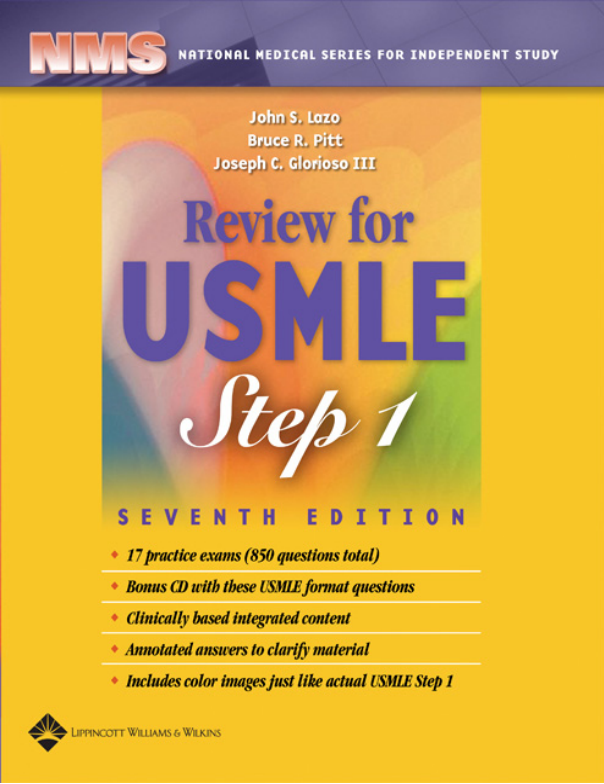 NMS NATIONAL MEDICAL SERIES FOR INDEPENDENT STUDY
John S. Lazo
Bruce R. Pitt
Joseph C. Glorioso III
Review for
USMLE
Step 1
SEVENTH EDITION
17 practice exams (850 questions total)
Bonus CD with these USMLE format questions
Clinically based integrated content
Annotated answers to clarify material
Includes color images just like actual USMLE Step 1
LIPPINCOTT WILLIAMS & WILKINS